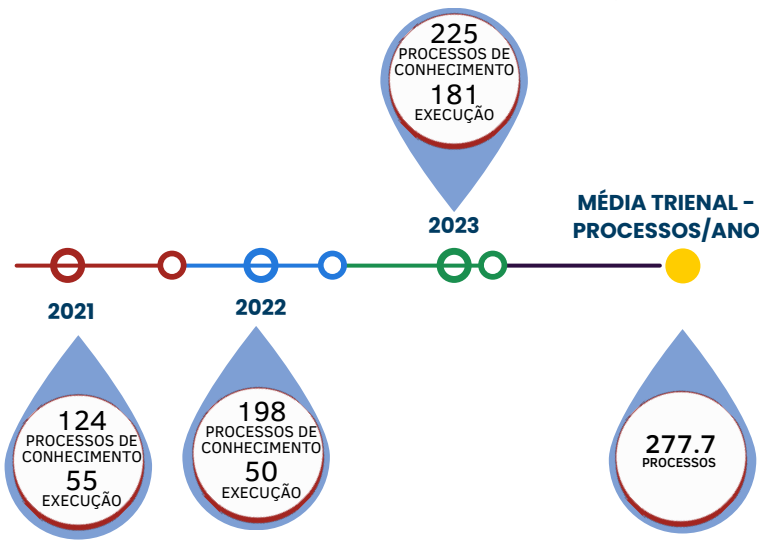 225
PROCESSOS DE
CONHECIMENTO
181
EXECUÇÃO
2023
MÉDIA TRIENAL -
PROCESSOS/ANO
2021
2022
124
PROCESSOS DE
CONHECIMENTO
55
EXECUÇÃO
198
PROCESSOS DE
CONHECIMENTO
50
EXECUÇÃO
277.7
PROCESSOS